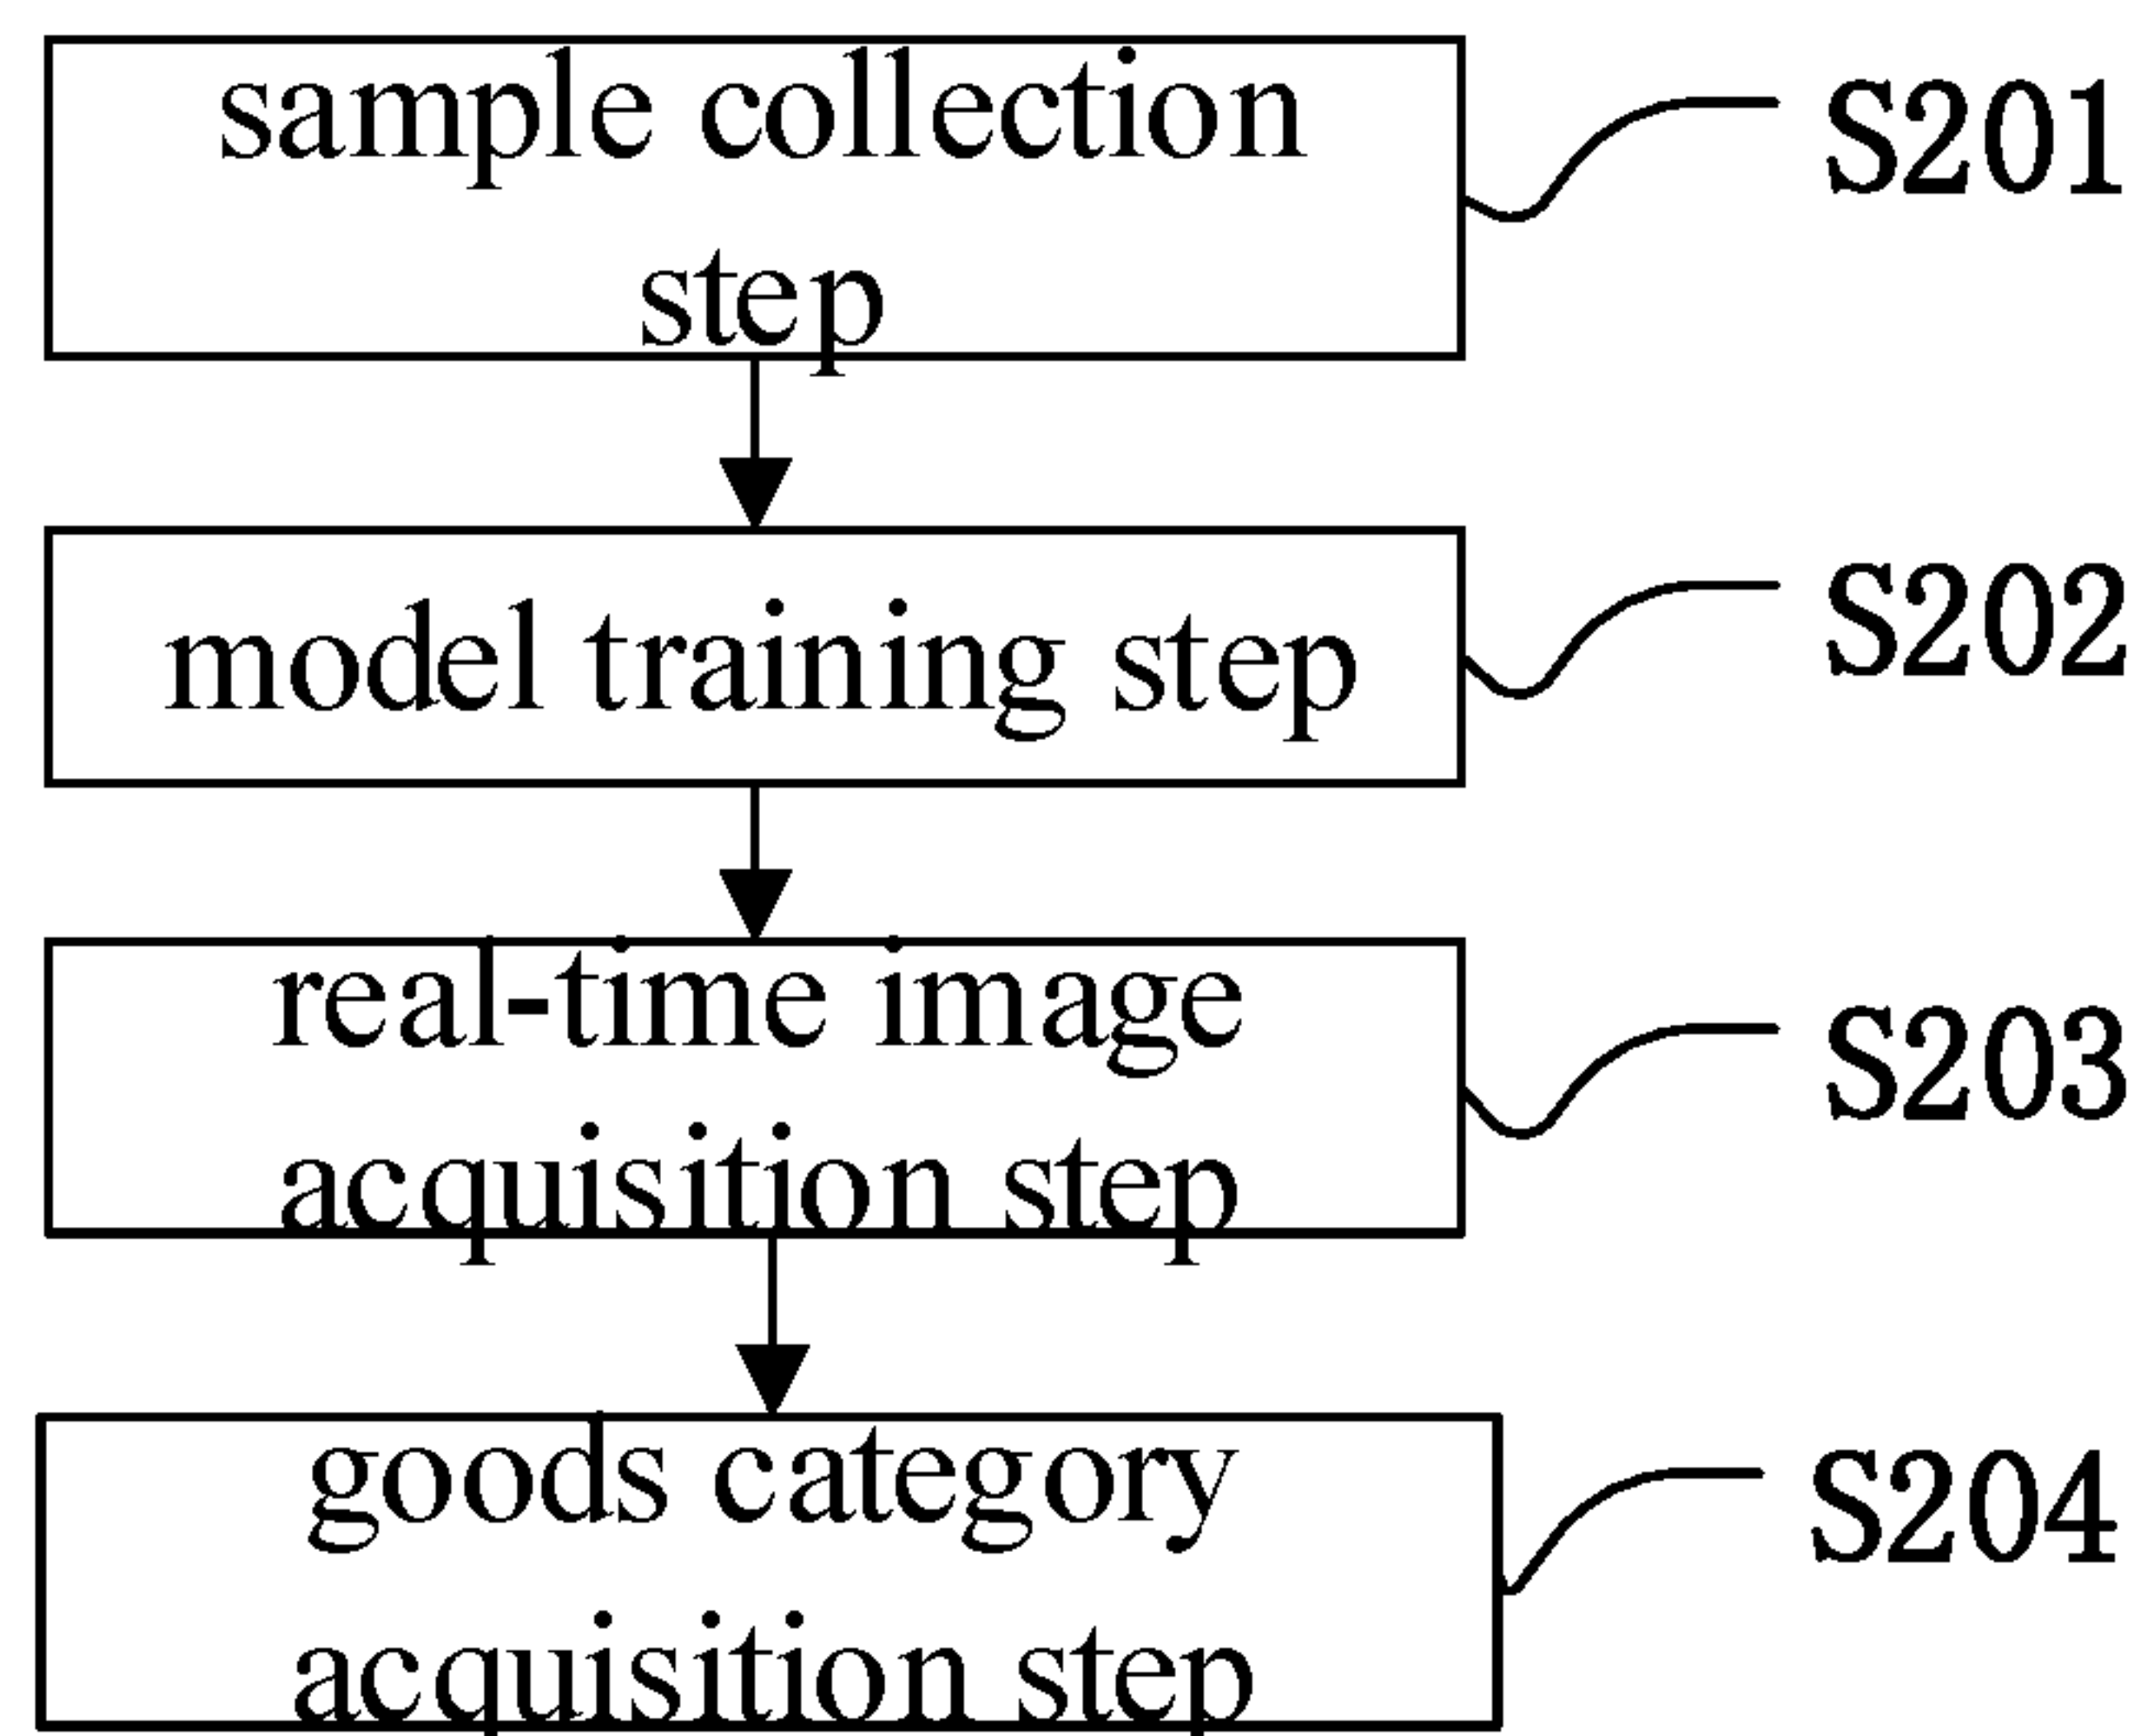 sample collection
step
S201
model training step
S202
real-time image
acquisition step
S203
goods category
acquisition step
S204